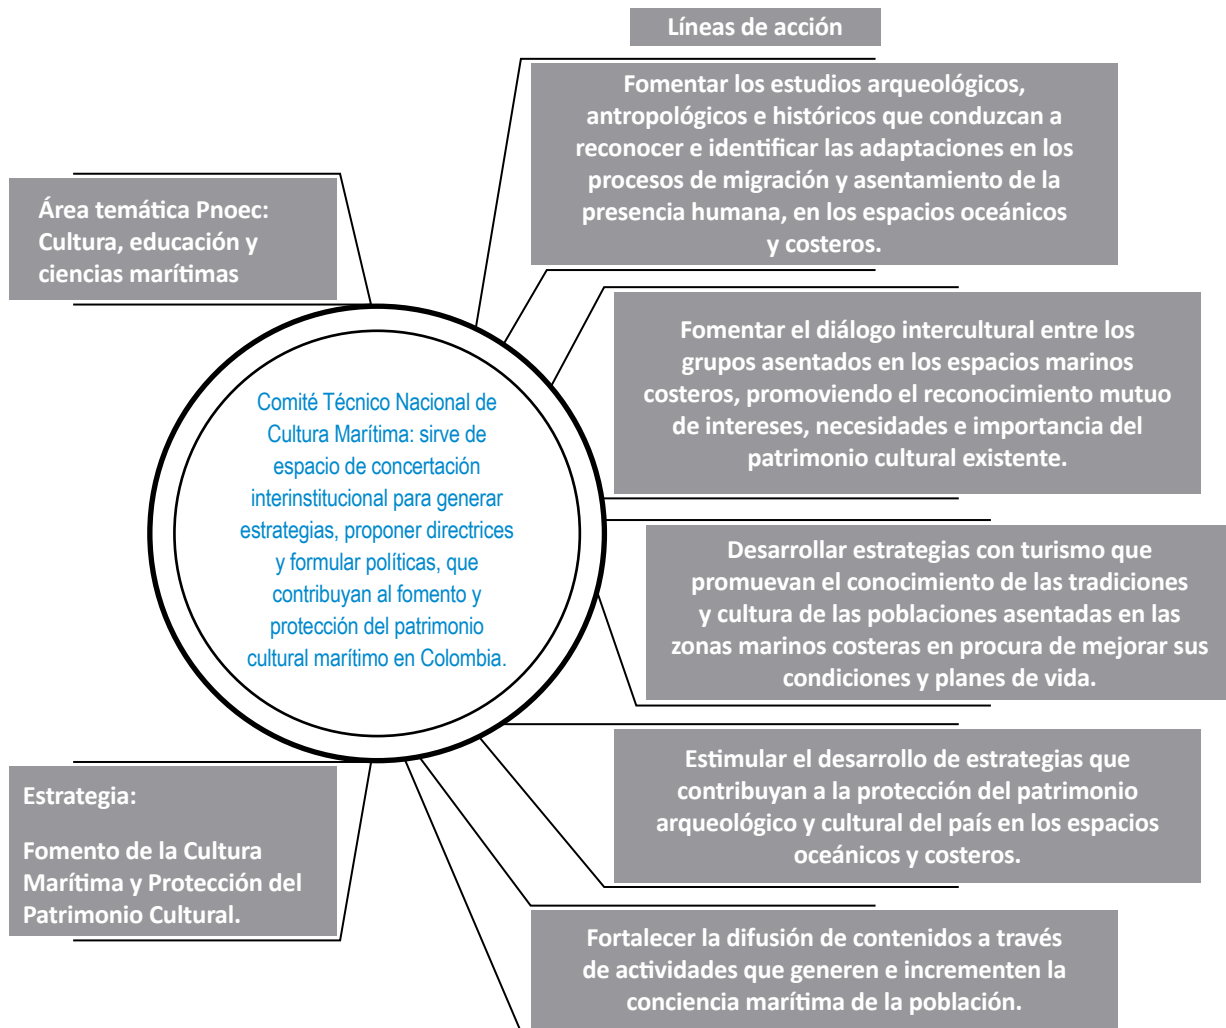 Líneas de acción
Fomentar los estudios arqueológicos,
antropológicos e históricos que conduzcan a
reconocer e identificar las adaptaciones en los
procesos de migración y asentamiento de la
presencia humana, en los espacios oceánicos
y costeros.
Área temática Pnoec:
Cultura, educación y
ciencias marítimas
Fomentar el diálogo intercultural entre los
grupos asentados en los espacios marinos
costeros, promoviendo el reconocimiento mutuo
de intereses, necesidades e importancia del
patrimonio cultural existente.
Comité Técnico Nacional de
Cultura Marítima: sirve de
espacio de concertación
interinstitucional para generar
estrategias, proponer directrices
y formular políticas, que
contribuyan al fomento y
protección del patrimonio
cultural marítimo en Colombia.
Desarrollar estrategias con turismo que
promuevan el conocimiento de las tradiciones
y cultura de las poblaciones asentadas en las
zonas marinos costeras en procura de mejorar sus
condiciones y planes de vida.
Estimular el desarrollo de estrategias que
contribuyan a la protección del patrimonio
arqueológico y cultural del país en los espacios
oceánicos y costeros.
Estrategia:
Fomento de la Cultura
Marítima y Protección del
Patrimonio Cultural.
Fortalecer la difusión de contenidos a través
de actividades que generen e incrementen la
conciencia marítima de la población.